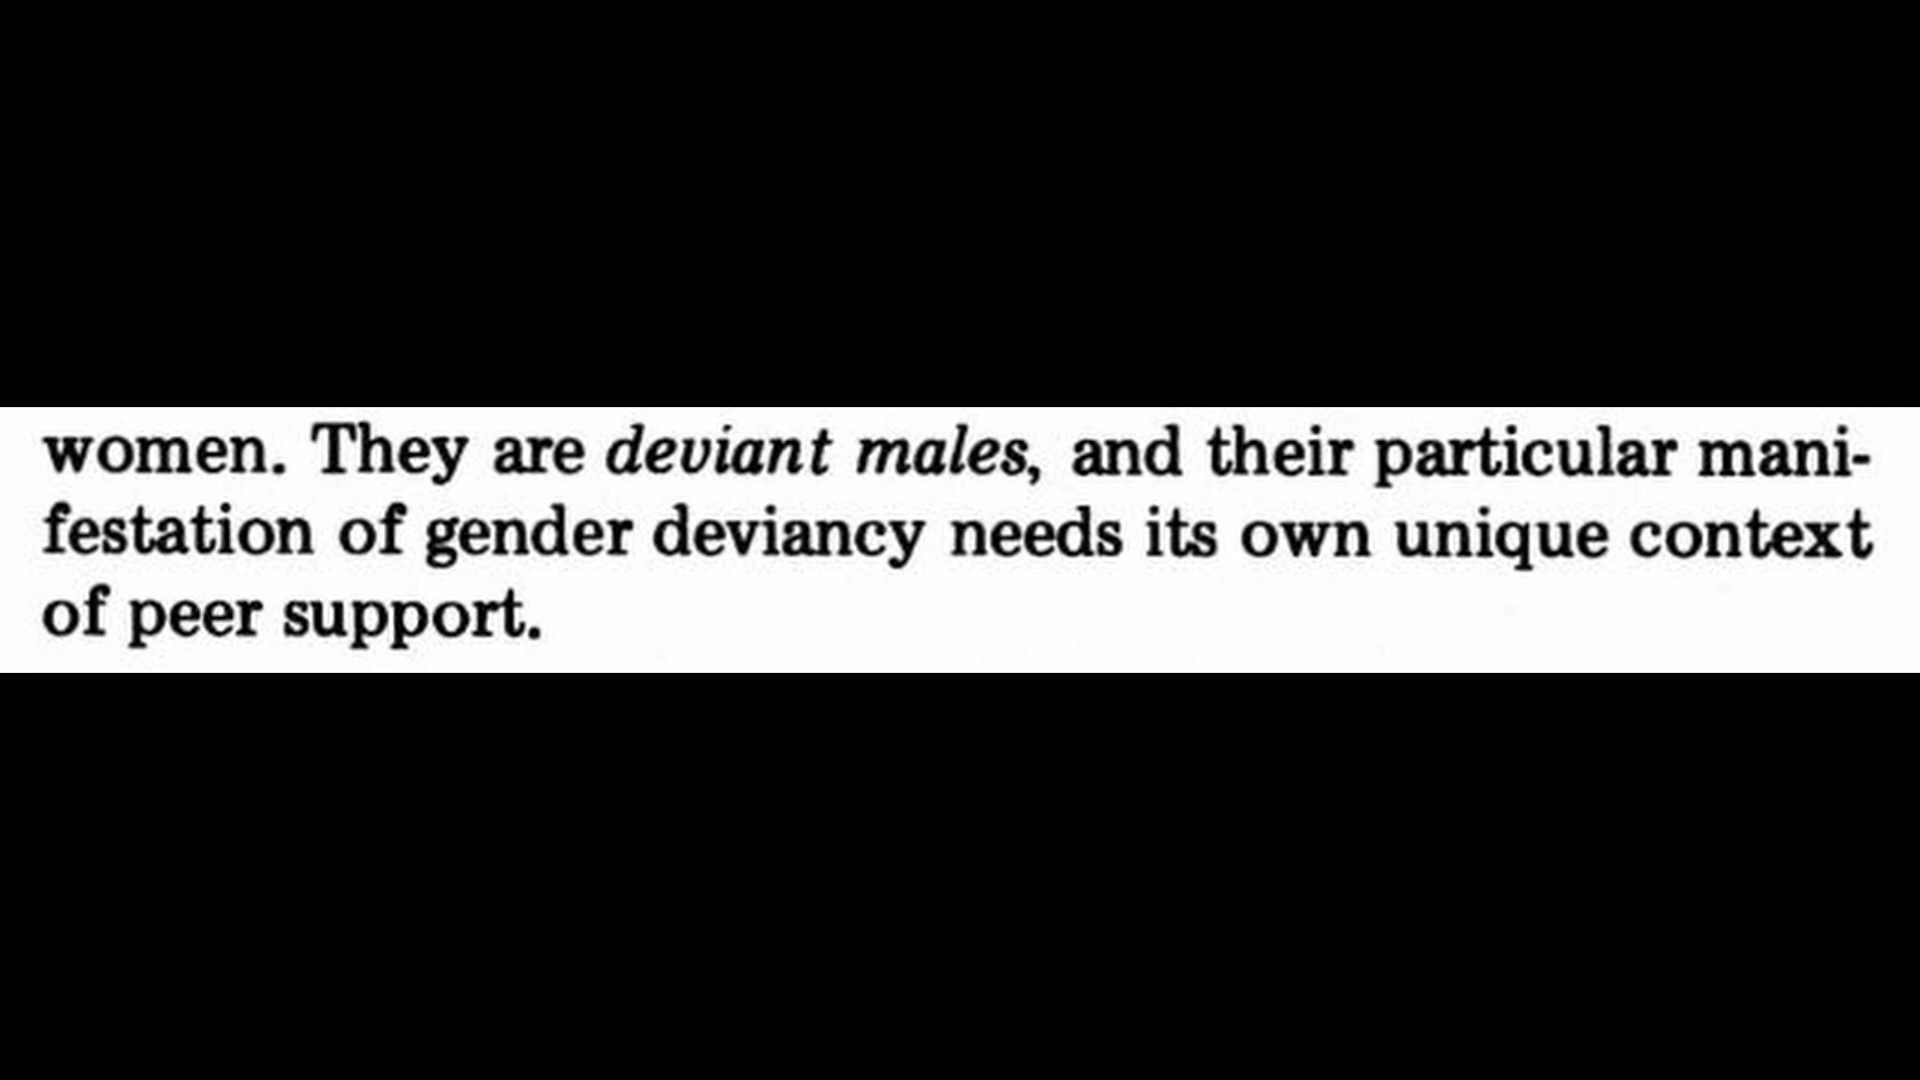 women. They are deviant males, and their particular mani-
festation of gender deviancy needs its own unique context
of peer support.